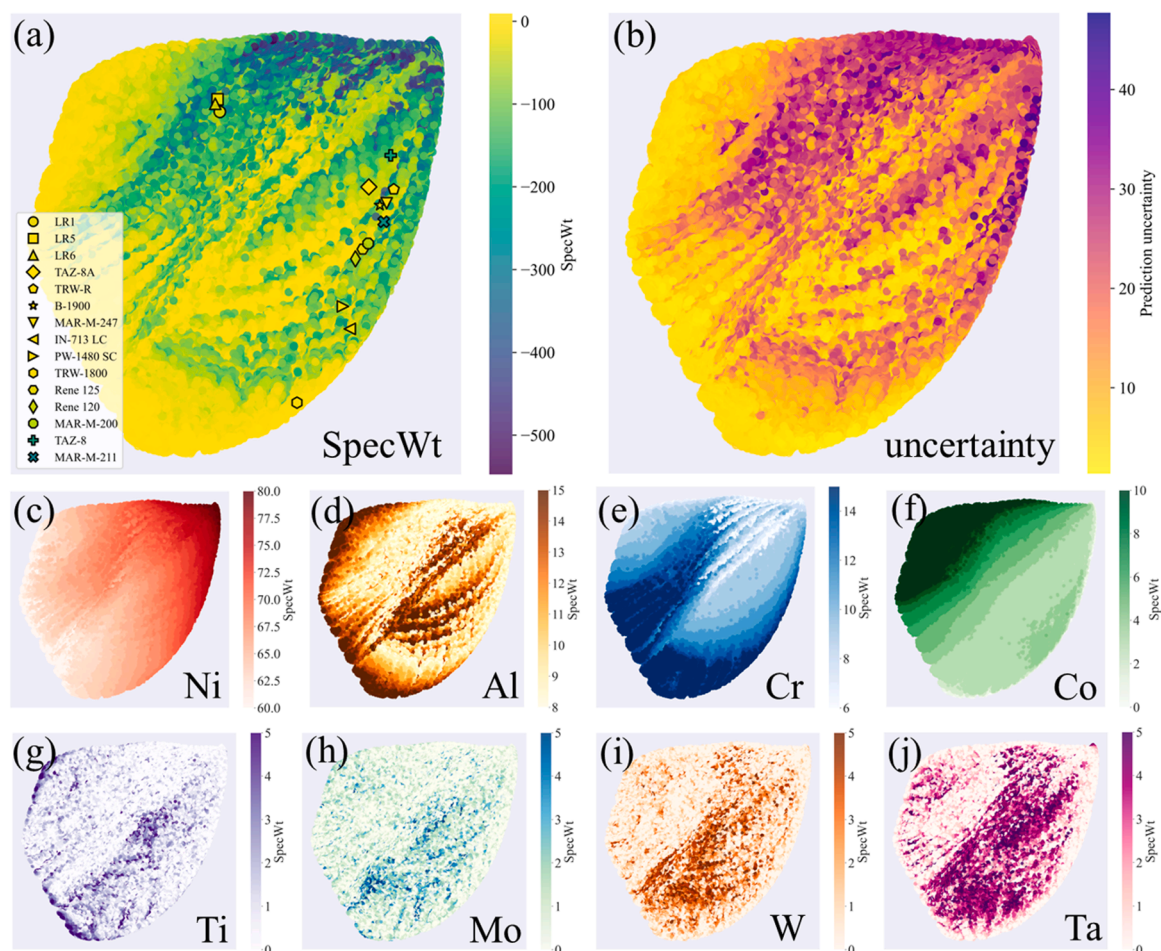 (a)
0
−100
−200
−300
−400
−500
SpecWt
LR1
LR5
LR6
TAZ-8A
TRW-R
B-1900
MAR-M-247
IN-713 LC
PW-1480 SC
TRW-1800
Rene 125
Rene 120
MAR-M-200
TAZ-8
MAR-M-211
SpecWt
(b)
40
30
20
10
Prediction uncertainty
uncertainty
(c)
80.0
77.5
75.0
72.5
70.0
67.5
65.0
62.5
60.0
SpecWt
Ni
(d)
15
14
13
12
11
10
9
8
SpecWt
Al
(e)
14
12
10
8
6
SpecWt
Cr
(f)
10
8
6
4
2
0
SpecWt
Co
(g)
5
4
3
2
1
0
SpecWt
Ti
(h)
5
4
3
2
1
0
SpecWt
Mo
(i)
5
4
3
2
1
0
SpecWt
W
(j)
5
4
3
2
1
0
SpecWt
Ta